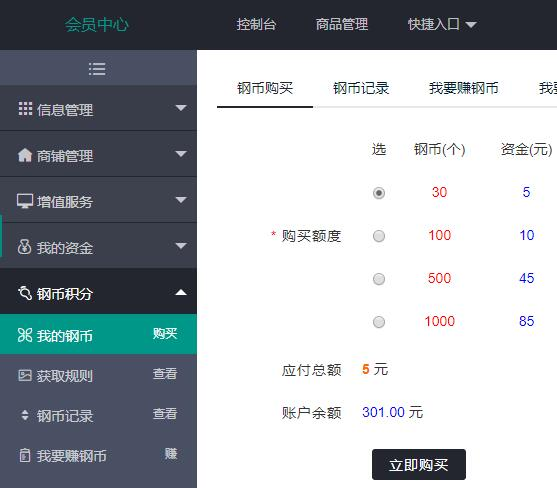 会员中心 控制台 商品管理 快捷入口
信息管理
商铺管理
增值服务
我的资金
钢币积分
我的钢币 购买
获取规则 查看
钢币记录 查看
我要赚钢币 赚
钢币购买 钢币记录 我要赚钢币 我要
选 钢币(个) 资金(元)
30 5
* 购买额度 100 10
500 45
1000 85
应付总额 5 元
账户余额 301.00 元
立即购买